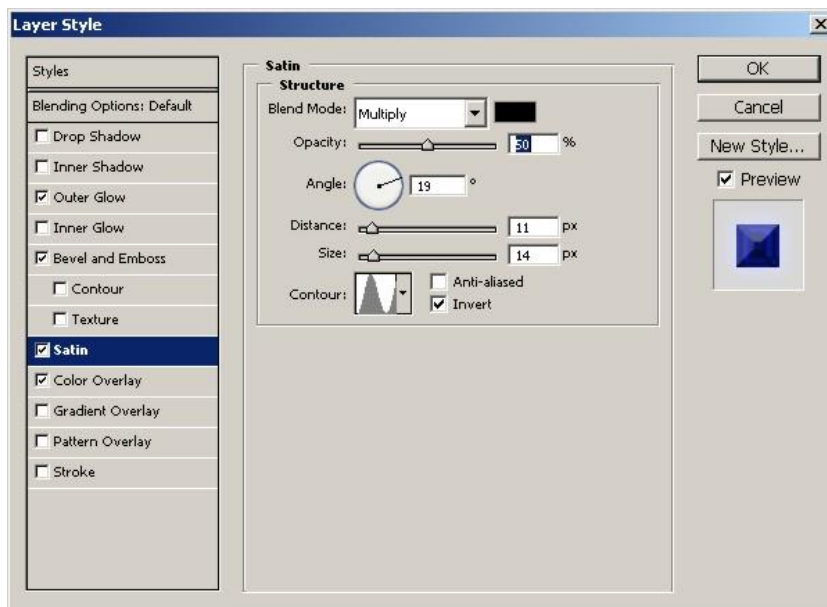 Layer Style
Styles
Blending Options: Default
Drop Shadow
Inner Shadow
Outer Glow
Inner Glow
Bevel and Emboss
Contour
Texture
Satin
Color Overlay
Gradient Overlay
Pattern Overlay
Stroke
Satin
Structure
Blend Mode: Multiply
Opacity: 50 %
Angle: 19 °
Distance: 11 px
Size: 14 px
Contour:
Anti-aliased
Invert
OK
Cancel
New Style...
Preview